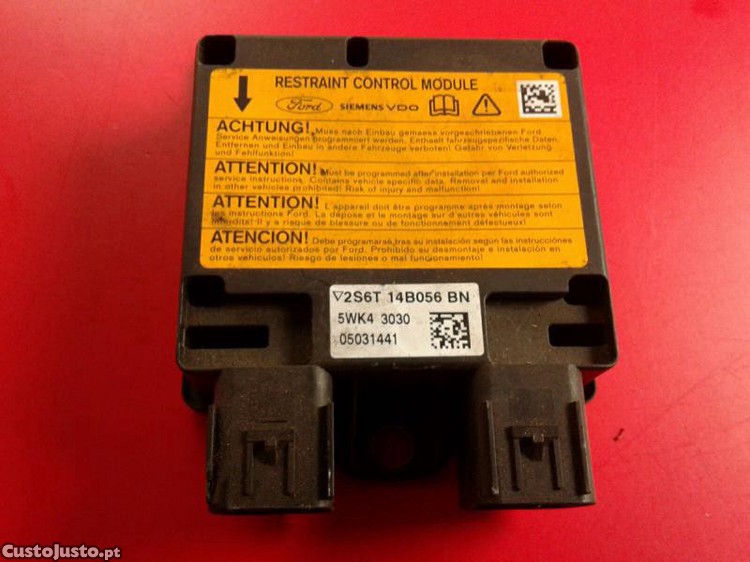 RESTRAINT CONTROL MODULE
Ford SIEMENS VDO
ACHTUNG! Muss nach Einbau gemaess vorgeschriebenen Ford
Service Anweisungen programmiert werden. Enthaelt fahrzeugspezifische Daten.
Entfernen und Einbau in andere Fahrzeuge verboten! Gefahr von Verletzung
und Fehlfunktion!
ATTENTION! Must be programmed after installation per Ford authorized
service instructions. Contains vehicle specific data. Removal and installation
in other vehicles prohibited! Risk of injury and malfunction!
ATTENTION! L'appareil doit être programme après montage selon
les instructions Ford. La dépose et le montage sur d'autres véhicules sont
interdits! Il y a risque de blessure ou de fonctionnement défectueux!
ATENCION! Debe programarse tras su instalación según las instrucciones
de servicio autorizados por Ford. Prohibido su desmontaje e instalación en
otros vehículos! Riesgo de lesiones o mal funcionamiento!
2S6T 14B056 BN
5WK4 3030
05031441
CustoJusto.pt